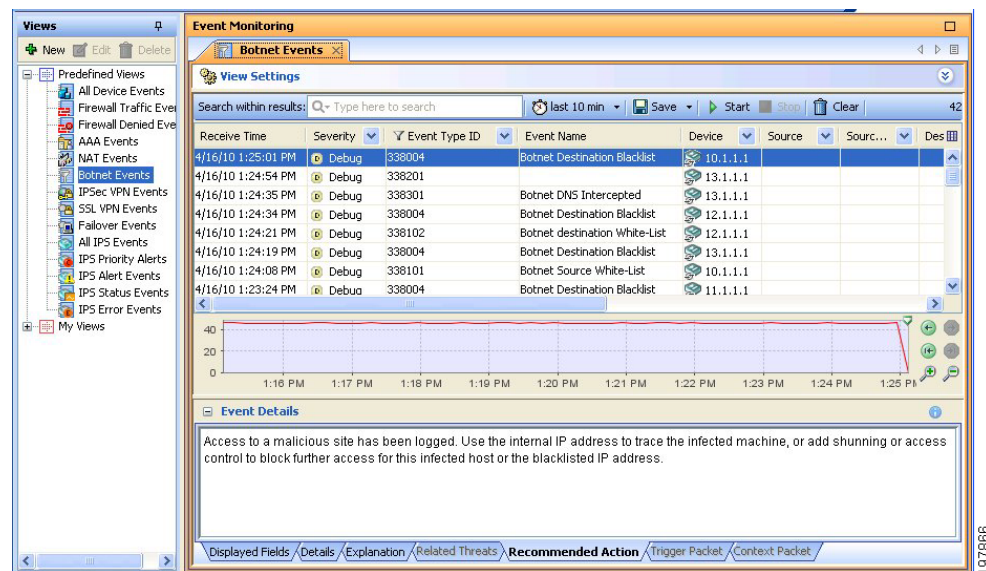 Views
New Edit Delete
Predefined Views
All Device Events
Firewall Traffic Eve
Firewall Denied Eve
AAA Events
NAT Events
Botnet Events
IPSec VPN Events
SSL VPN Events
Failover Events
All IPS Events
IPS Priority Alerts
IPS Alert Events
IPS Status Events
IPS Error Events
My Views
Event Monitoring
Botnet Events
View Settings
Search within results: Type here to search last 10 min Save Start Stop Clear 42
Receive Time Severity Event Type ID Event Name Device Source Sourc... Des
4/16/10 1:25:01 PM Debug 338004 Botnet Destination Blacklist 10.1.1.1
4/16/10 1:24:54 PM Debug 338201 13.1.1.1
4/16/10 1:24:35 PM Debug 338301 Botnet DNS Intercepted 13.1.1.1
4/16/10 1:24:34 PM Debug 338004 Botnet Destination Blacklist 12.1.1.1
4/16/10 1:24:21 PM Debug 338102 Botnet destination White-List 12.1.1.1
4/16/10 1:24:19 PM Debug 338004 Botnet Destination Blacklist 13.1.1.1
4/16/10 1:24:08 PM Debug 338101 Botnet Source White-List 10.1.1.1
4/16/10 1:23:24 PM Debug 338004 Botnet Destination Blacklist 11.1.1.1
40
20
0
1:16 PM 1:17 PM 1:18 PM 1:19 PM 1:20 PM 1:21 PM 1:22 PM 1:23 PM 1:24 PM 1:25 PM
Event Details
Access to a malicious site has been logged. Use the internal IP address to trace the infected machine, or add shunning or access
control to block further access for this infected host or the blacklisted IP address.
Displayed Fields Details Explanation Related Threats Recommended Action Trigger Packet Context Packet
197866